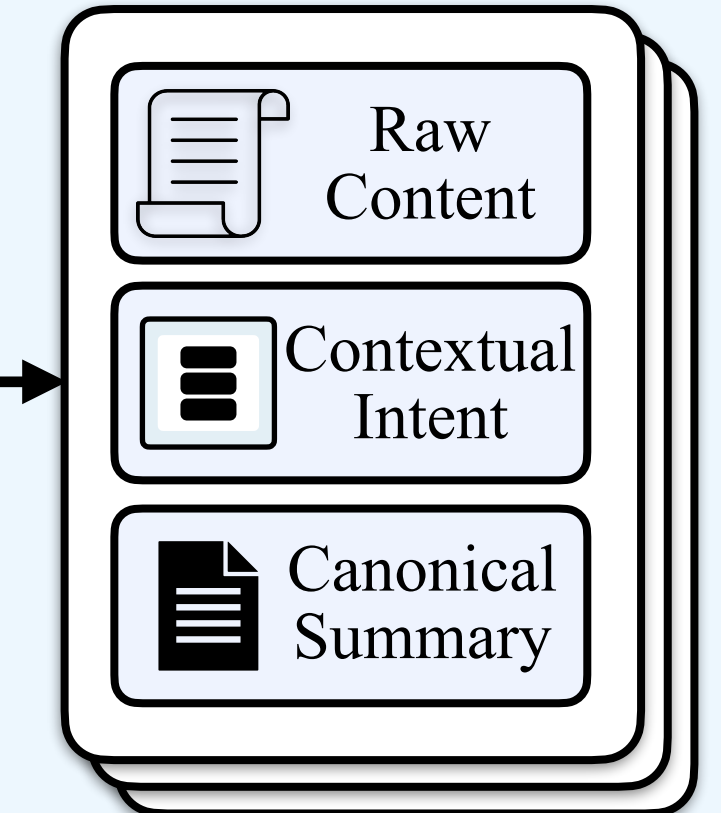 Raw
Content
Contextual
Intent
Canonical
Summary